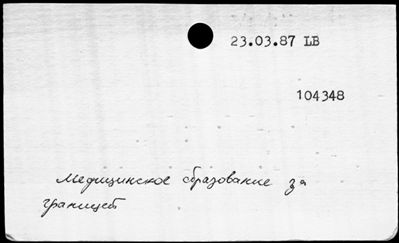 23.03.87 LB
104348
Медицинское образование за
границей